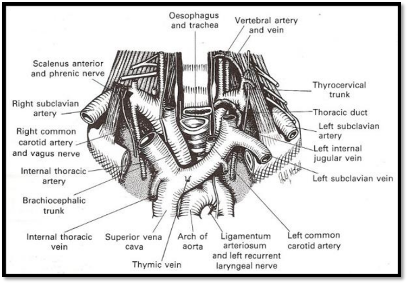 Oesophagus
and trachea
Vertebral artery
and vein
Scalenus anterior
and phrenic nerve
Thyrocervical
trunk
Right subclavian
artery
Thoracic duct
Left subclavian
artery
Right common
carotid artery
and vagus nerve
Left internal
jugular vein
Internal thoracic
artery
Left subclavian vein
Brachiocephalic
trunk
Internal thoracic
vein
Superior vena
cava
Arch of
aorta
Ligamentum
arteriosum
and left recurrent
laryngeal nerve
Left common
carotid artery
Thymic vein